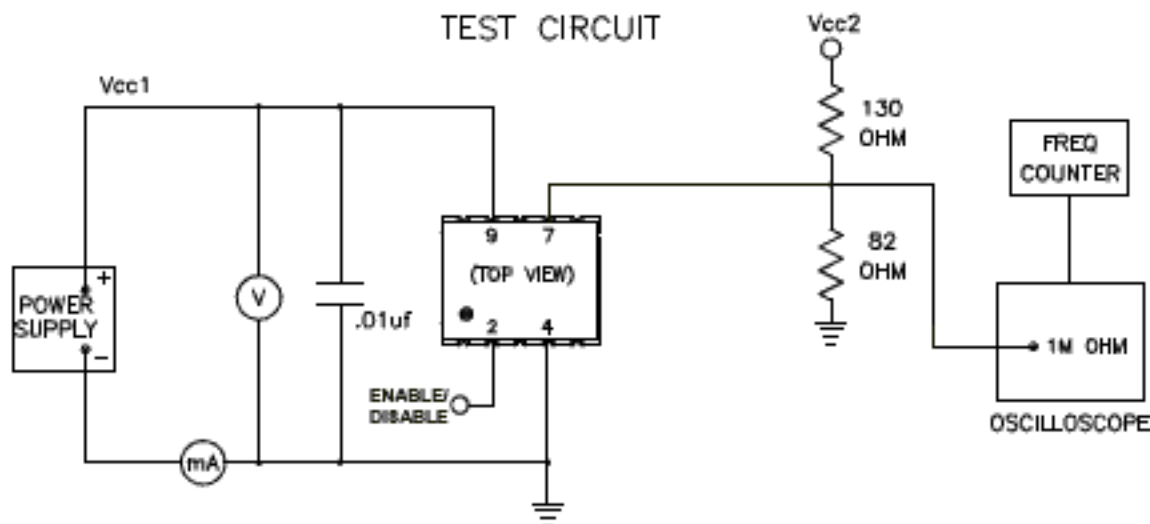 TEST CIRCUIT
Vcc1
Vcc2
130
OHM
FREQ
COUNTER
9
7
(TOP VIEW)
82
OHM
+
POWER
SUPPLY
−
V
.01uf
2
4
1M OHM
ENABLE/
DISABLE
OSCILLOSCOPE
mA